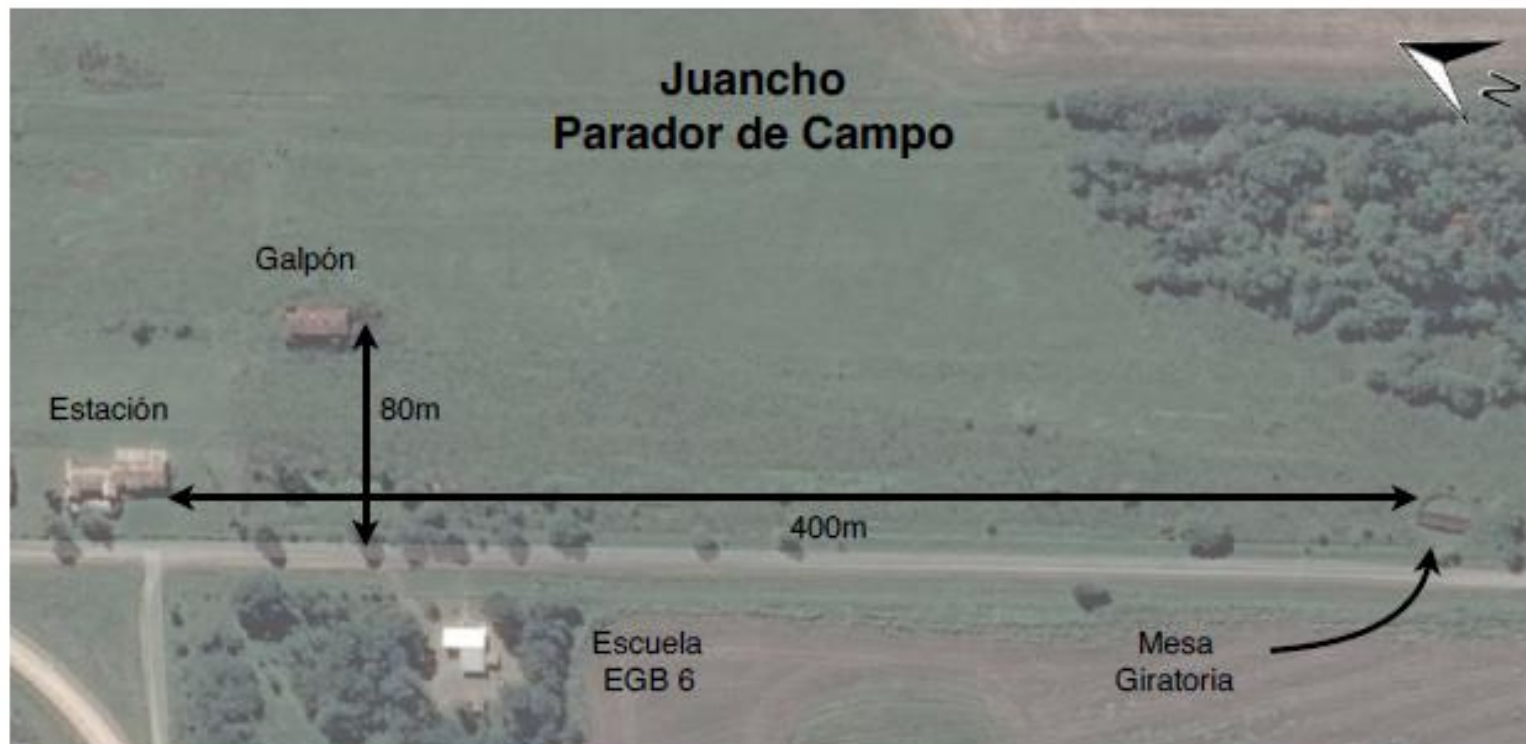 Juancho
Parador de Campo
N
Galpón
Estación
80m
400m
Escuela
EGB 6
Mesa
Giratoria